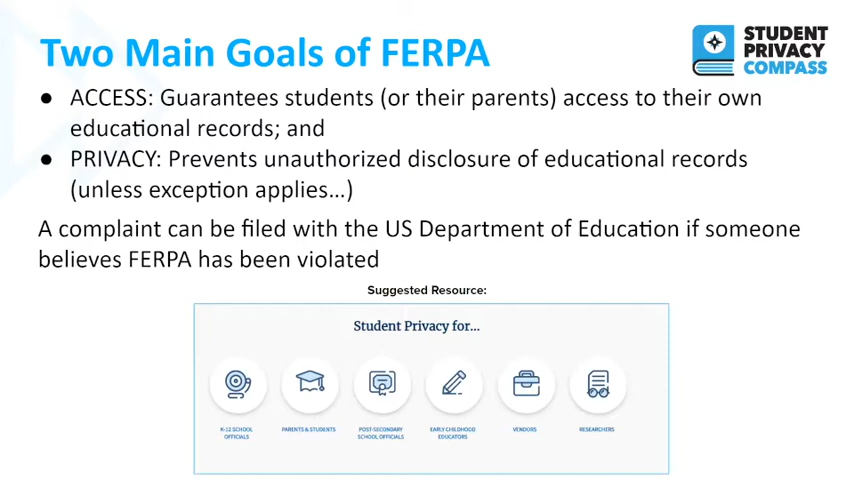 Two Main Goals of FERPA
STUDENT
PRIVACY
COMPASS
● ACCESS: Guarantees students (or their parents) access to their own
educational records; and
● PRIVACY: Prevents unauthorized disclosure of educational records
(unless exception applies...)
A complaint can be filed with the US Department of Education if someone
believes FERPA has been violated
Suggested Resource:
Student Privacy for...
K-12 SCHOOL
OFFICIALS
PARENTS & STUDENTS
POST-SECONDARY
SCHOOL OFFICIALS
EARLY CHILDHOOD
EDUCATORS
VENDORS
RESEARCHERS